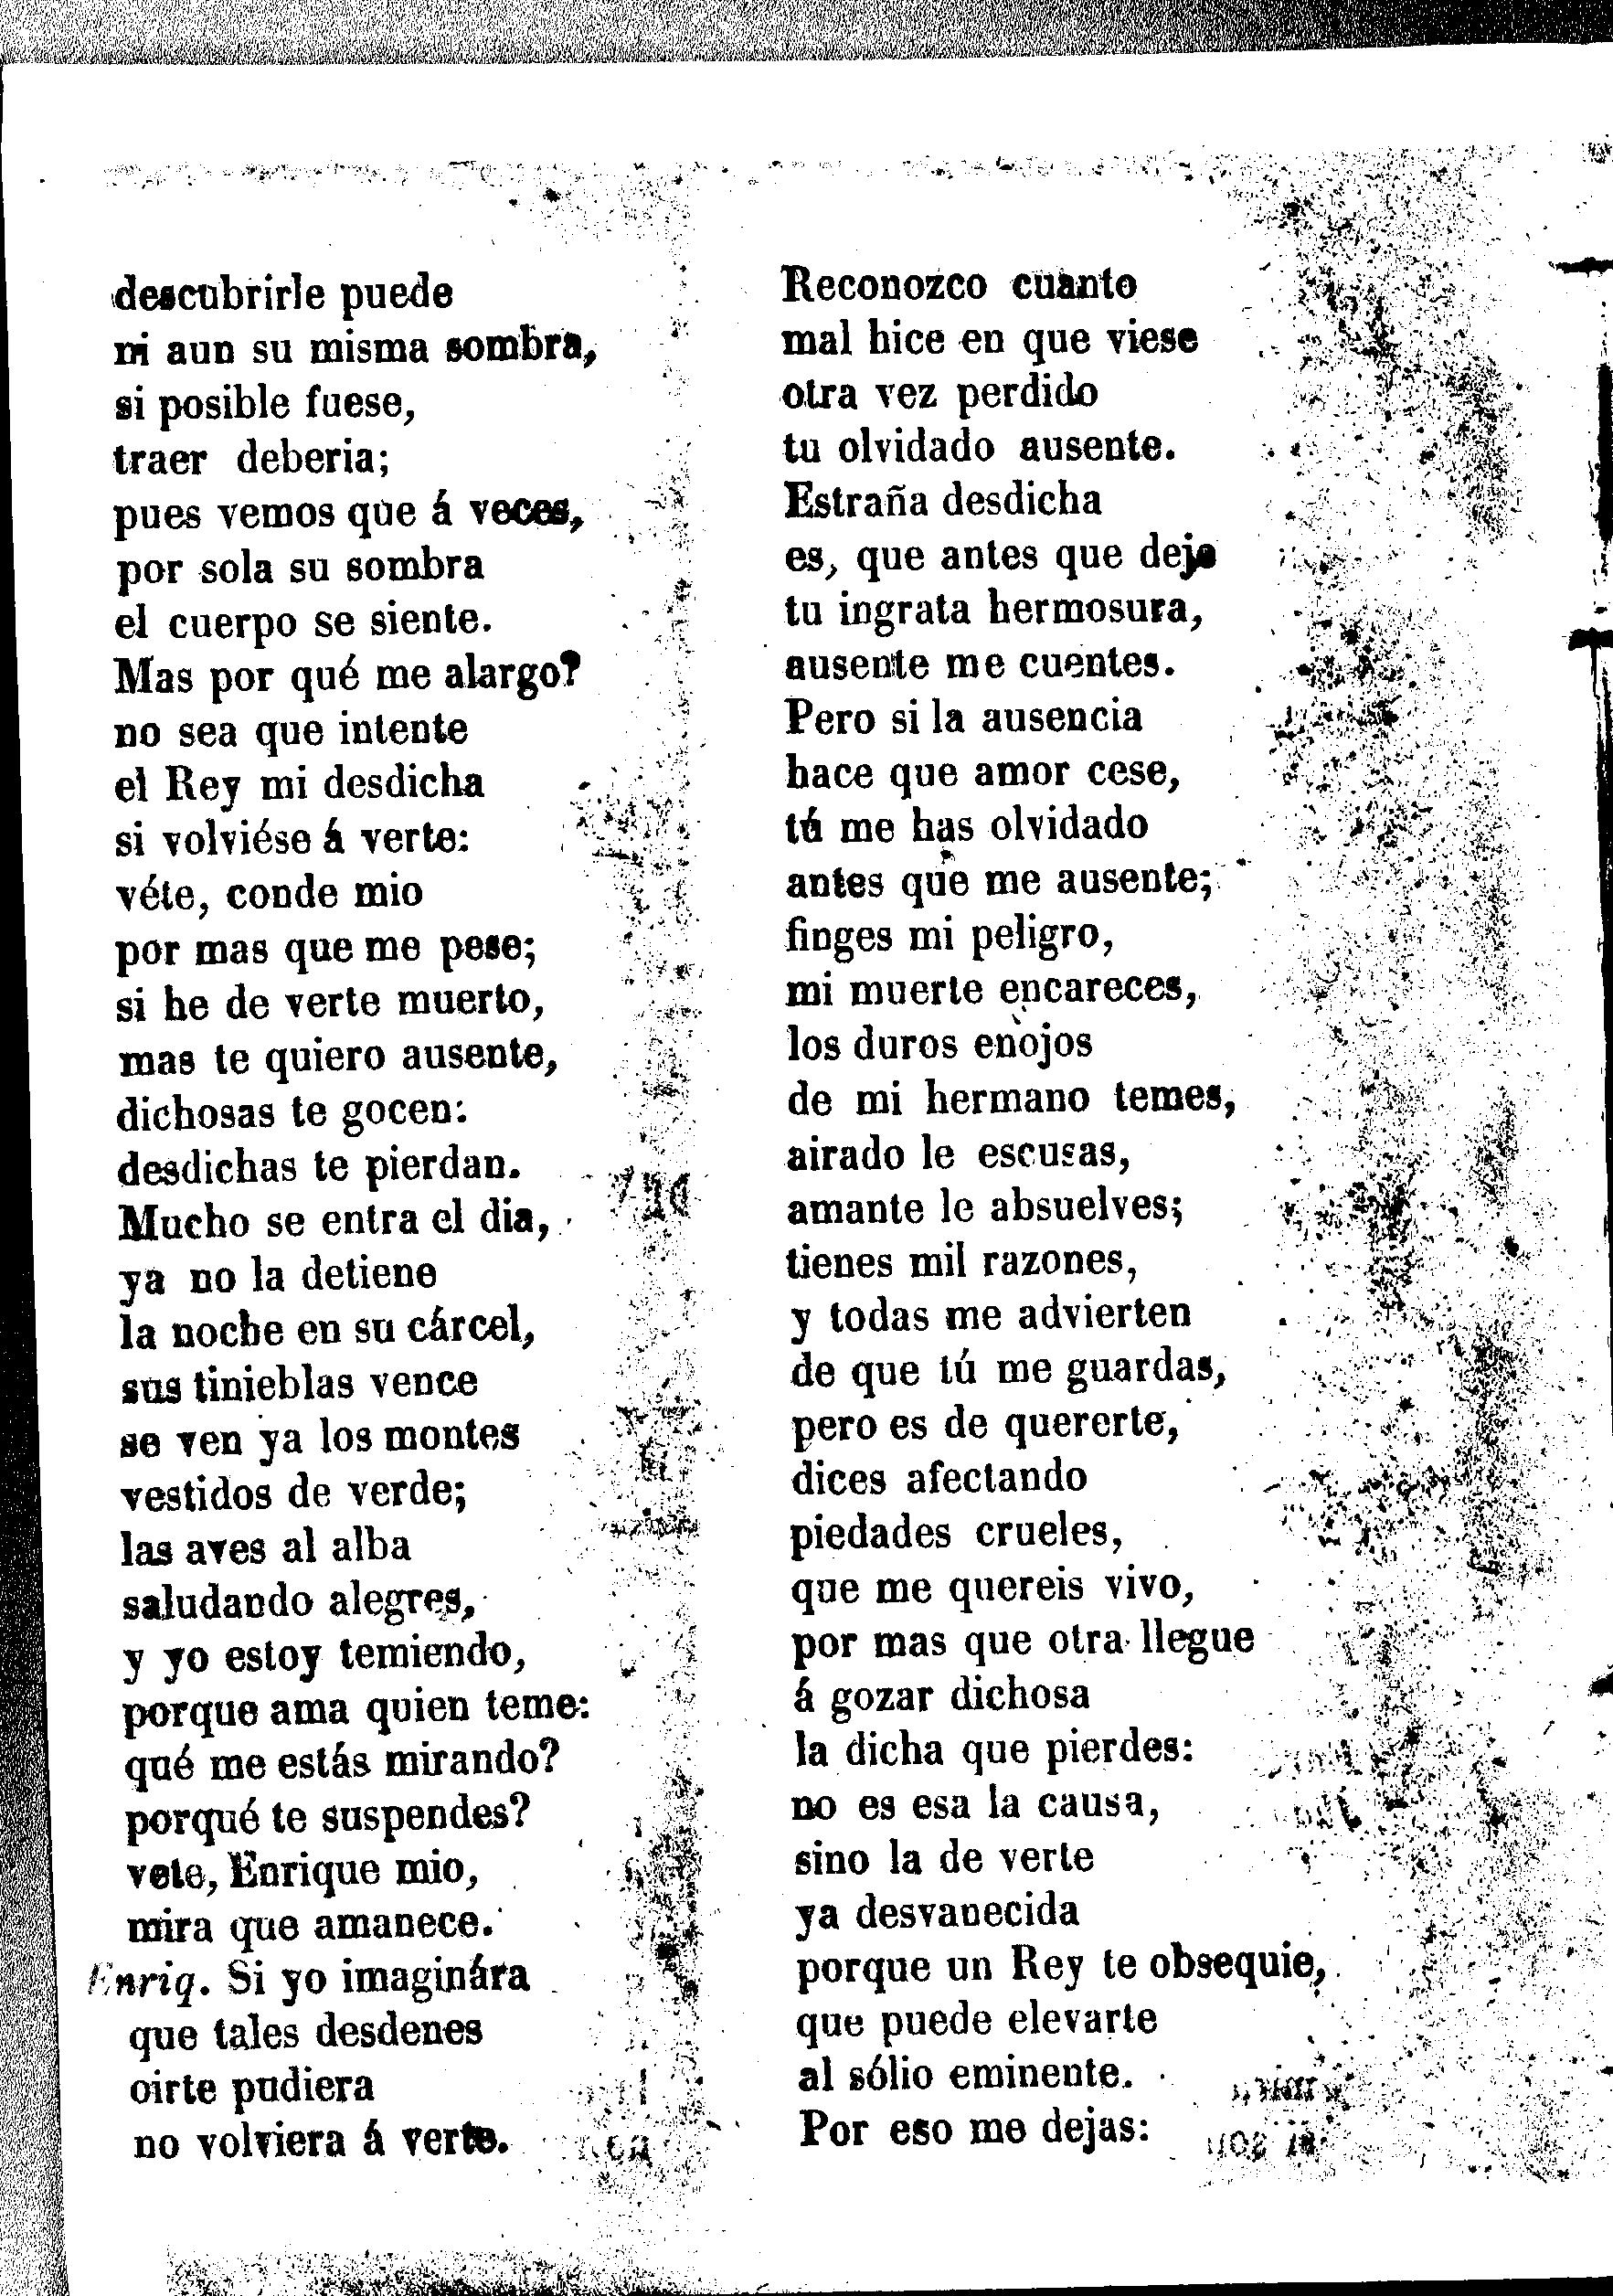 descubrirle puede
ni aun su misma sombra,
si posible fuese,
traer deberia;
pues vemos que á veces,
por sola su sombra
el cuerpo se siente.
Mas por qué me alargo?
no sea que intente
el Rey mi desdicha
si volviése á verte:
véte, conde mio
por mas que me pese;
si he de verte muerto,
mas te quiero ausente,
dichosas te gocen:
desdichas te pierdan.
Mucho se entra el dia,
ya no la detiene
la noche en su cárcel,
sus tinieblas vence
se ven ya los montes
vestidos de verde;
las aves al alba
saludando alegres,
y yo estoy temiendo,
porque ama quien teme:
qué me estás mirando?
porqué te suspendes?
vete, Enrique mio,
mira que amanece.
Enriq. Si yo imaginára
que tales desdenes
oirte pudiera
no volviera á verte.
Reconozco cuanto
mal hice en que viese
otra vez perdido
tu olvidado ausente.
Estraña desdicha
es, que antes que deje
tu ingrata hermosura,
ausente me cuentes.
Pero si la ausencia
hace que amor cese,
tú me has olvidado
antes que me ausente;
finges mi peligro,
mi muerte encareces,
los duros enojos
de mi hermano temes,
airado le escusas,
amante le absuelves;
tienes mil razones,
y todas me advierten
de que tú me guardas,
pero es de quererte,
dices afectando
piedades crueles,
que me quereis vivo,
por mas que otra llegue
á gozar dichosa
la dicha que pierdes:
no es esa la causa,
sino la de verte
ya desvanecida
porque un Rey te obsequie,
que puede elevarte
al sólio eminente.
Por eso me dejas: